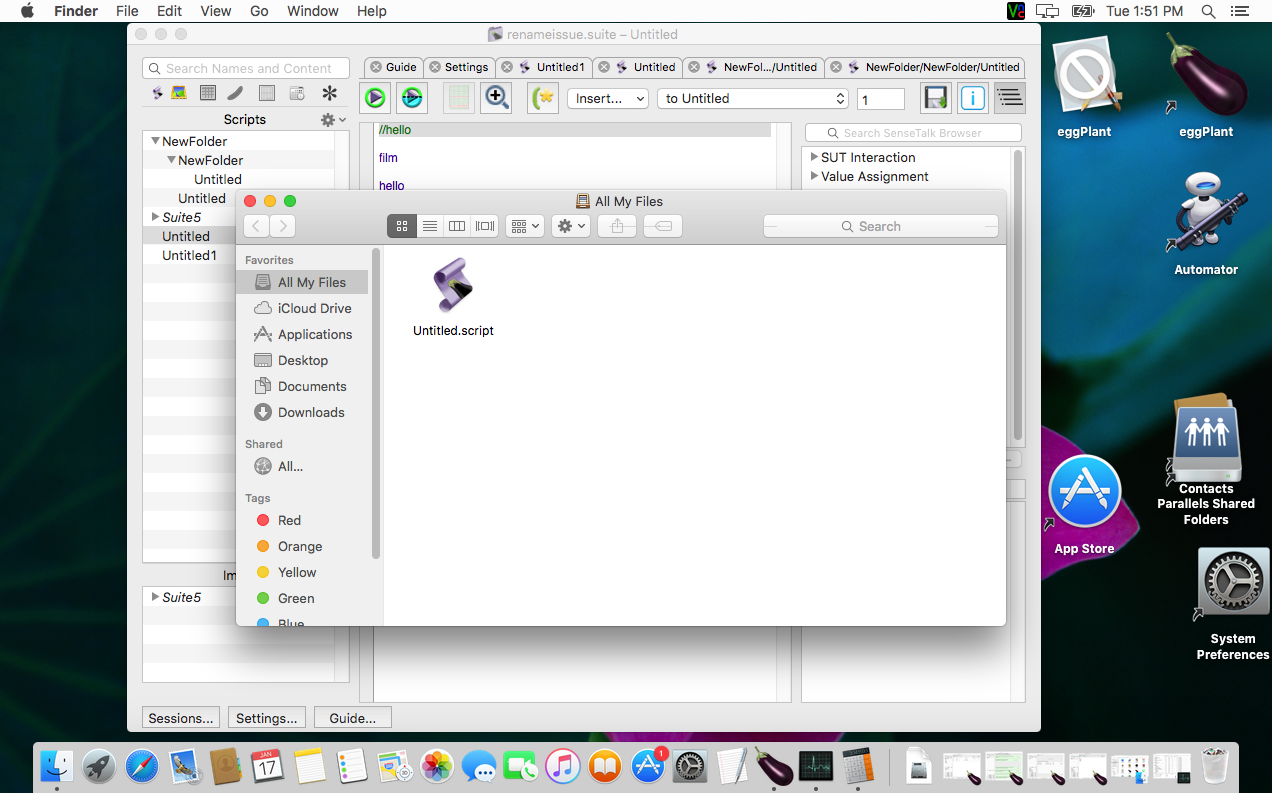 Finder File Edit View Go Window Help Tue 1:51 PM
renameissue.suite – Untitled
Search Names and Content
Guide Settings Untitled1 Untitled NewFol.../Untitled NewFolder/NewFolder/Untitled
Insert... to Untitled 1
Scripts
Search SenseTalk Browser
NewFolder
NewFolder
Untitled
Untitled
Suite5
Untitled
Untitled1
//hello
film
hello
SUT Interaction
Value Assignment
Im
Suite5
Sessions... Settings... Guide...
All My Files
Search
Favorites
All My Files
iCloud Drive
Applications
Desktop
Documents
Downloads
Shared
All...
Tags
Red
Orange
Yellow
Green
Blue
Untitled.script
eggPlant
eggPlant
Automator
Contacts
Parallels Shared
Folders
App Store
System
Preferences
JAN
17
1